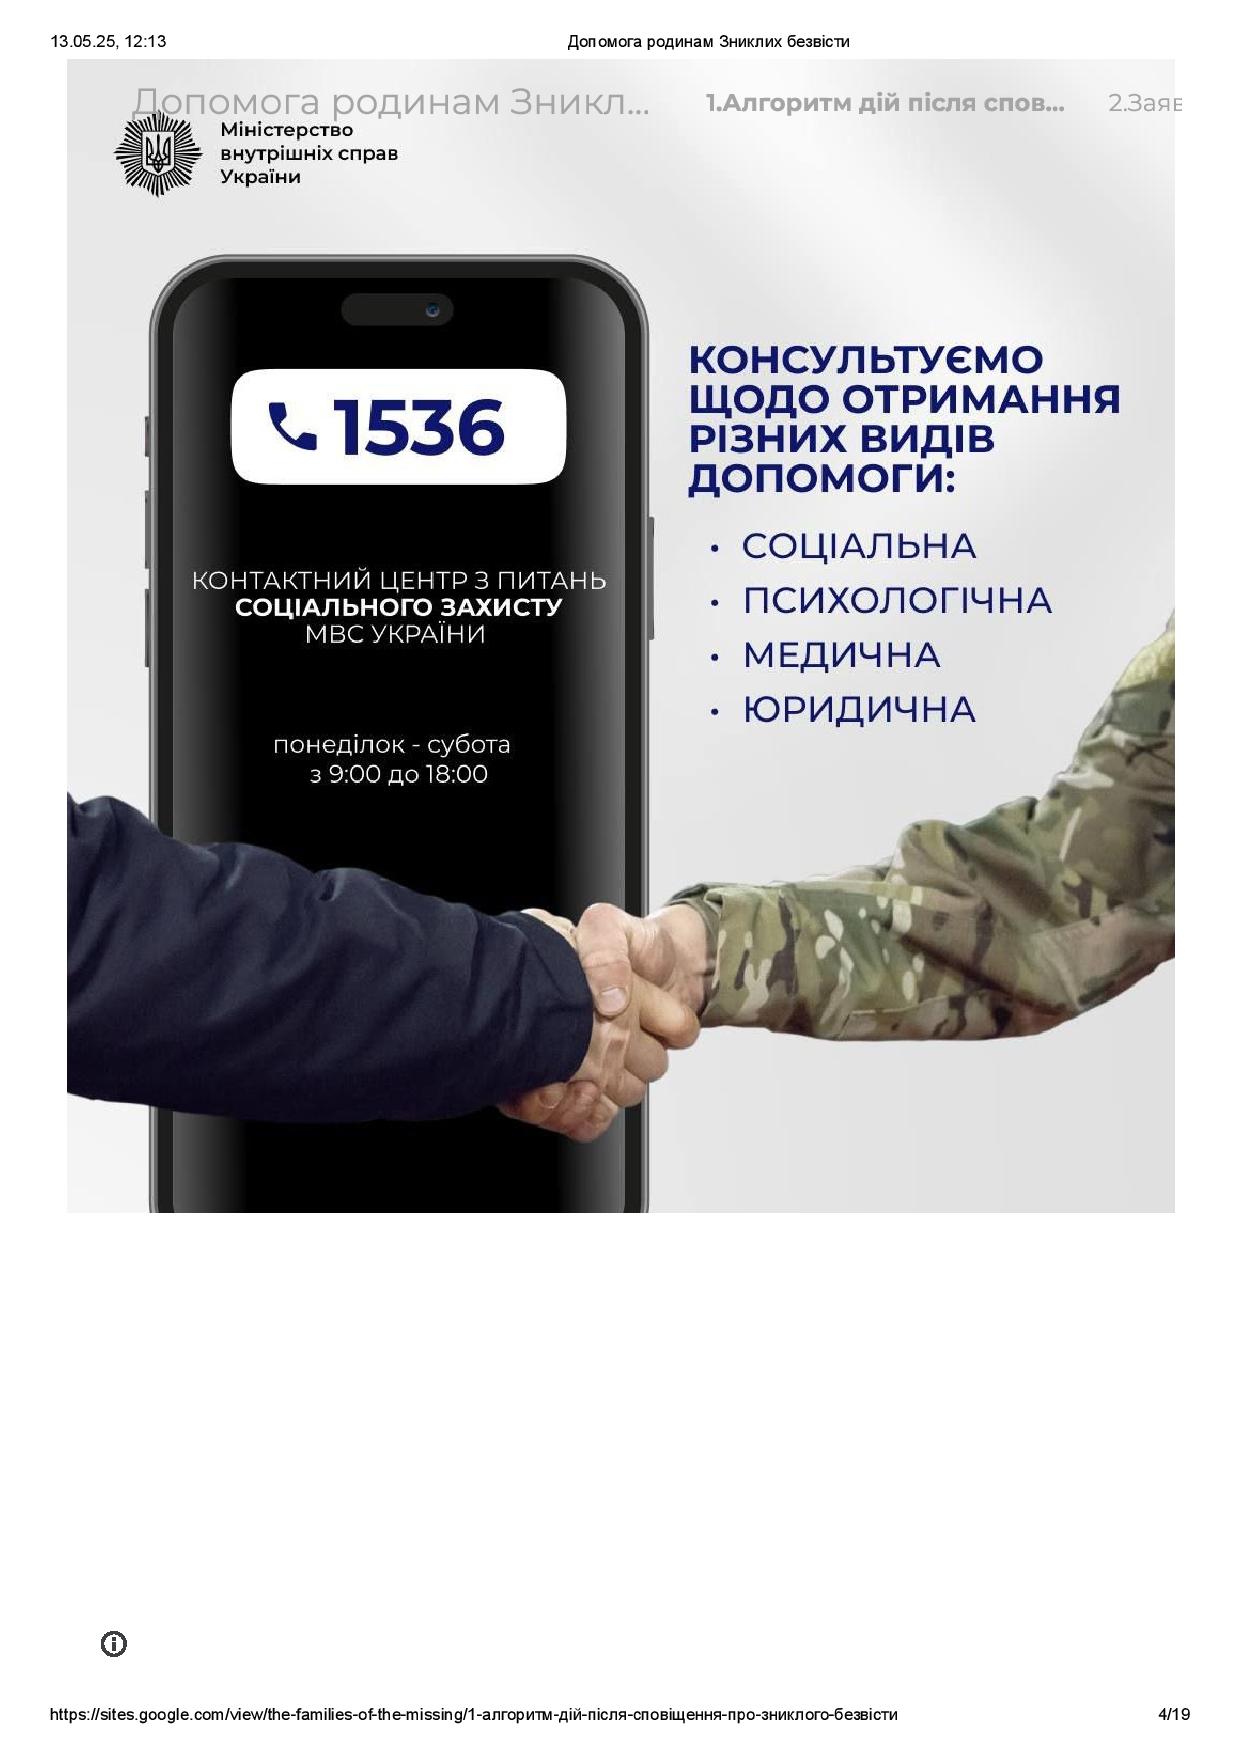 13.05.25, 12:13
Допомога родинам Зниклих безвісти
Допомога родинам Зникл...
1.Алгоритм дій після спов...
2.Заяв
Міністерство
внутрішніх справ
України
1536
КОНТАКТНИЙ ЦЕНТР З ПИТАНЬ
СОЦІАЛЬНОГО ЗАХИСТУ
МВС УКРАЇНИ
понеділок - субота
з 9:00 до 18:00
КОНСУЛЬТУЄМО
ЩОДО ОТРИМАННЯ
РІЗНИХ ВИДІВ
ДОПОМОГИ:
• СОЦІАЛЬНА
• ПСИХОЛОГІЧНА
• МЕДИЧНА
• ЮРИДИЧНА
https://sites.google.com/view/the-families-of-the-missing/1-алгоритм-дій-після-сповіщення-про-зниклого-безвісти
4/19